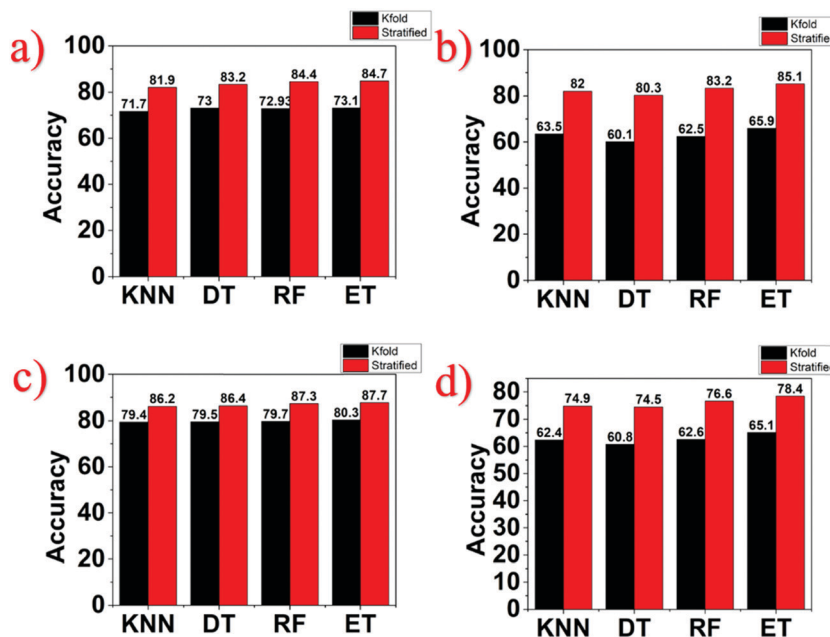 a)
Kfold
Stratified
Accuracy
100
80
60
40
20
0
71.7 81.9 73 83.2 72.93 84.4 73.1 84.7
KNN DT RF ET
b)
Kfold
Stratified
Accuracy
100
80
60
40
20
0
63.5 82 60.1 80.3 62.5 83.2 65.9 85.1
KNN DT RF ET
c)
Kfold
Stratified
Accuracy
100
80
60
40
20
0
79.4 86.2 79.5 86.4 79.7 87.3 80.3 87.7
KNN DT RF ET
d)
Kfold
Stratified
Accuracy
80
70
60
50
40
30
20
10
0
62.4 74.9 60.8 74.5 62.6 76.6 65.1 78.4
KNN DT RF ET